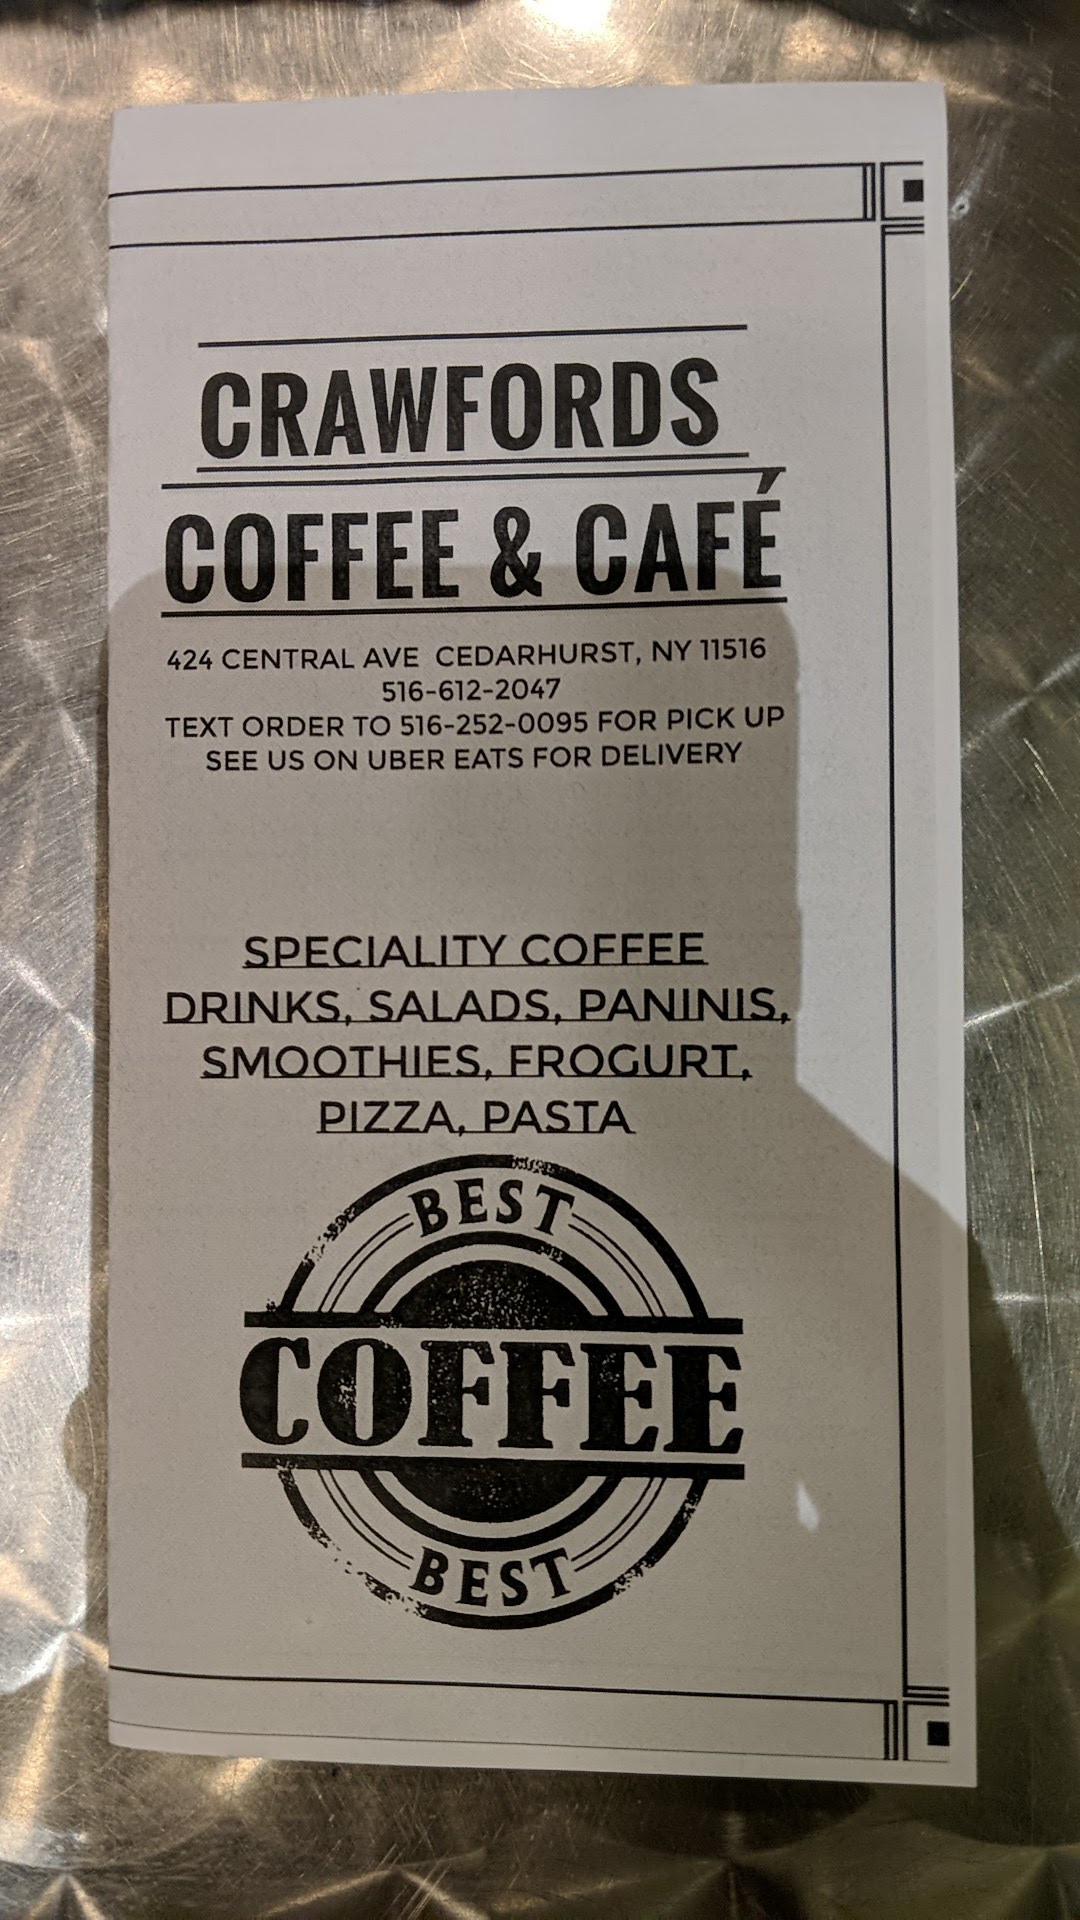 CRAWFORDS
COFFEE & CAFÉ
424 CENTRAL AVE CEDARHURST, NY 11516
516-612-2047
TEXT ORDER TO 516-252-0095 FOR PICK UP
SEE US ON UBER EATS FOR DELIVERY
SPECIALITY COFFEE
DRINKS, SALADS, PANINIS,
SMOOTHIES, FROGURT,
PIZZA, PASTA
BEST
COFFEE
BEST